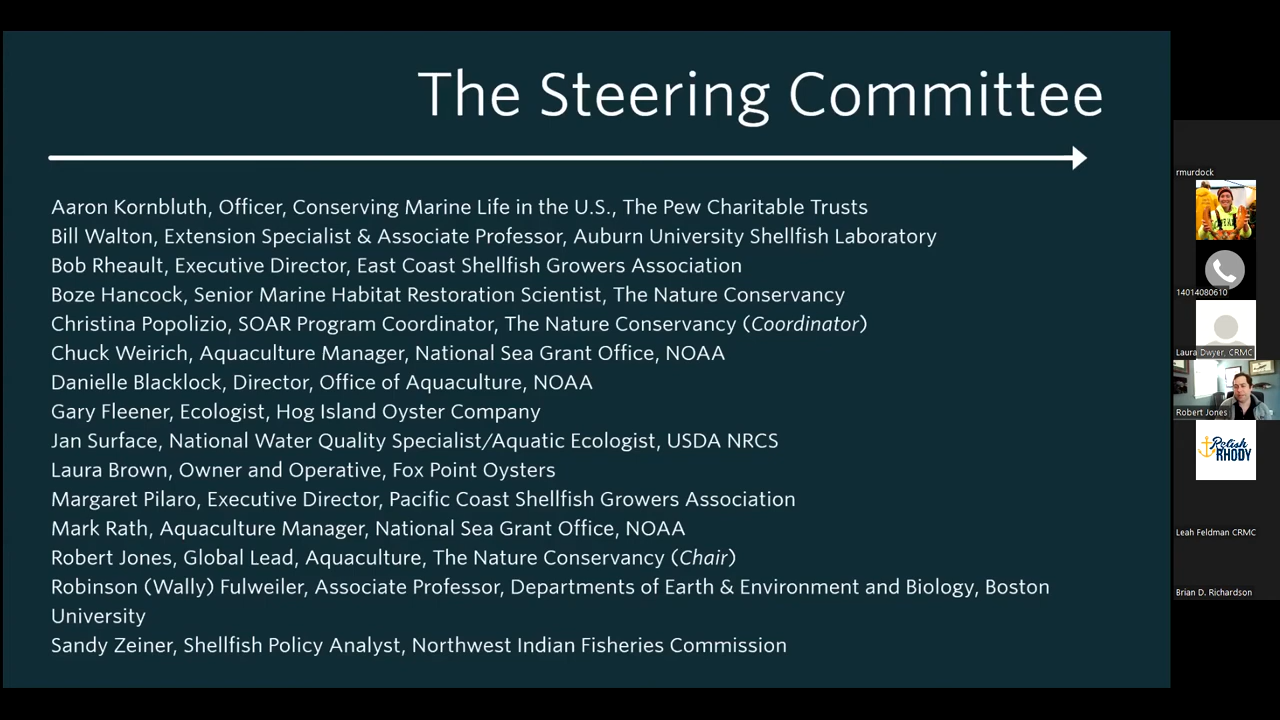 The Steering Committee
Aaron Kornbluth, Officer, Conserving Marine Life in the U.S., The Pew Charitable Trusts
Bill Walton, Extension Specialist & Associate Professor, Auburn University Shellfish Laboratory
Bob Rheault, Executive Director, East Coast Shellfish Growers Association
Boze Hancock, Senior Marine Habitat Restoration Scientist, The Nature Conservancy
Christina Popolizio, SOAR Program Coordinator, The Nature Conservancy (Coordinator)
Chuck Weirich, Aquaculture Manager, National Sea Grant Office, NOAA
Danielle Blacklock, Director, Office of Aquaculture, NOAA
Gary Fleener, Ecologist, Hog Island Oyster Company
Jan Surface, National Water Quality Specialist/Aquatic Ecologist, USDA NRCS
Laura Brown, Owner and Operative, Fox Point Oysters
Margaret Pilaro, Executive Director, Pacific Coast Shellfish Growers Association
Mark Rath, Aquaculture Manager, National Sea Grant Office, NOAA
Robert Jones, Global Lead, Aquaculture, The Nature Conservancy (Chair)
Robinson (Wally) Fulweiler, Associate Professor, Departments of Earth & Environment and Biology, Boston
University
Sandy Zeiner, Shellfish Policy Analyst, Northwest Indian Fisheries Commission
rmurdock
14014080610
Laura Dwyer, CRMC
Robert Jones
Relish
RHODY
Leah Feldman CRMC
Brian D. Richardson